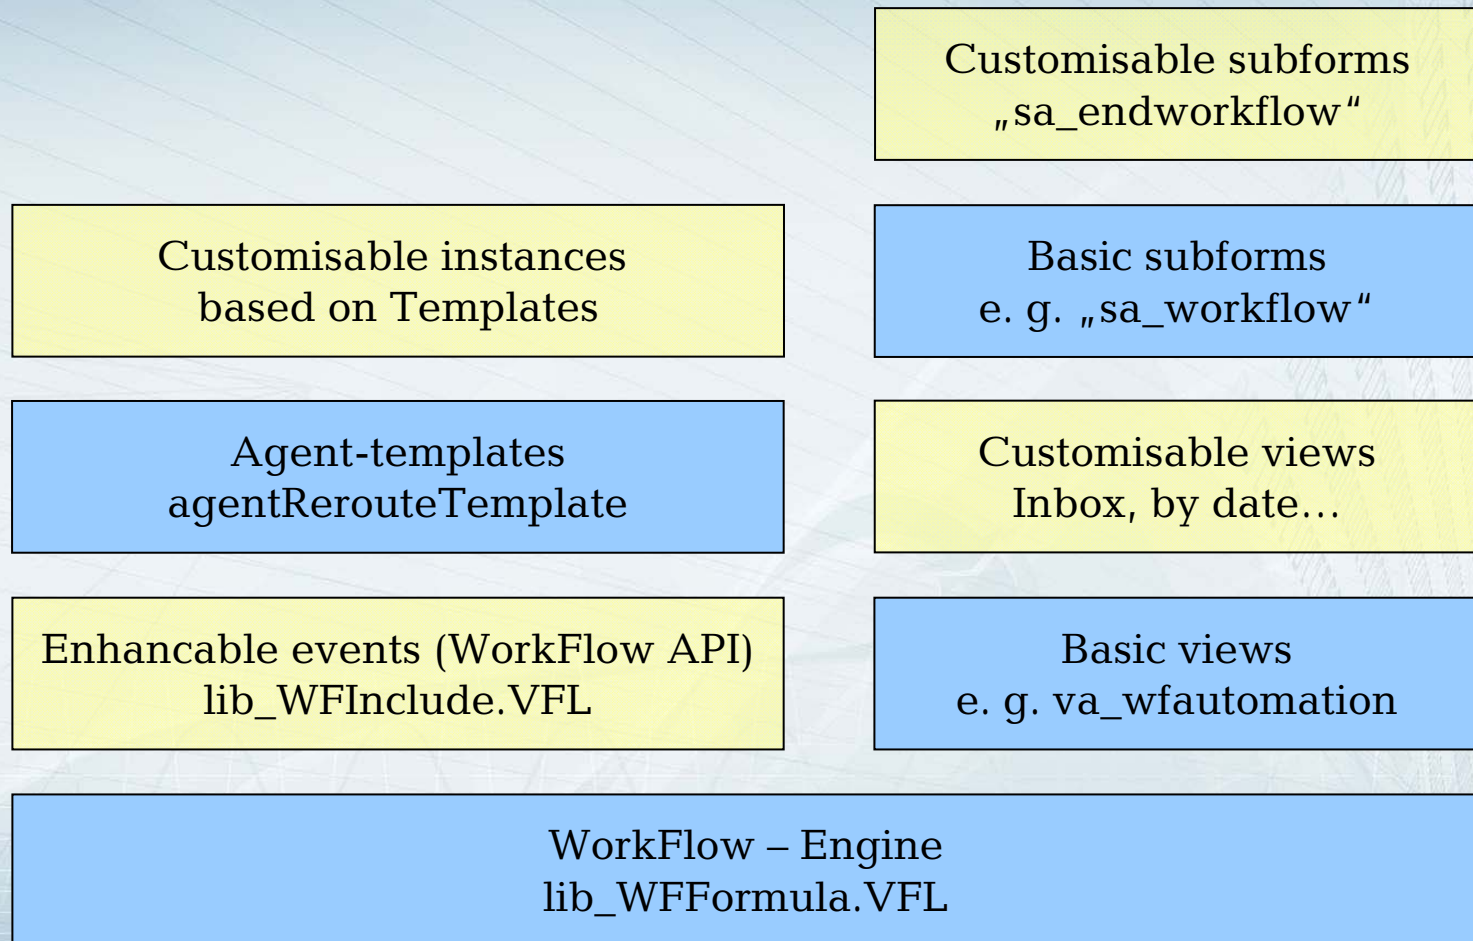 Customisable subforms
„sa_endworkflow“
Customisable instances
based on Templates
Basic subforms
e. g. „sa_workflow“
Agent-templates
agentRerouteTemplate
Customisable views
Inbox, by date…
Enhancable events (WorkFlow API)
lib_WFInclude.VFL
Basic views
e. g. va_wfautomation
WorkFlow – Engine
lib_WFFormula.VFL